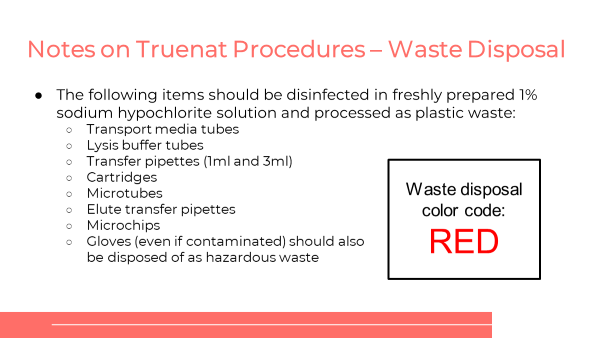 Notes on Truenat Procedures – Waste Disposal
● The following items should be disinfected in freshly prepared 1%
sodium hypochlorite solution and processed as plastic waste:
○ Transport media tubes
○ Lysis buffer tubes
○ Transfer pipettes (1ml and 3ml)
○ Cartridges
○ Microtubes
○ Elute transfer pipettes
○ Microchips
○ Gloves (even if contaminated) should also
be disposed of as hazardous waste
Waste disposal
color code:
RED